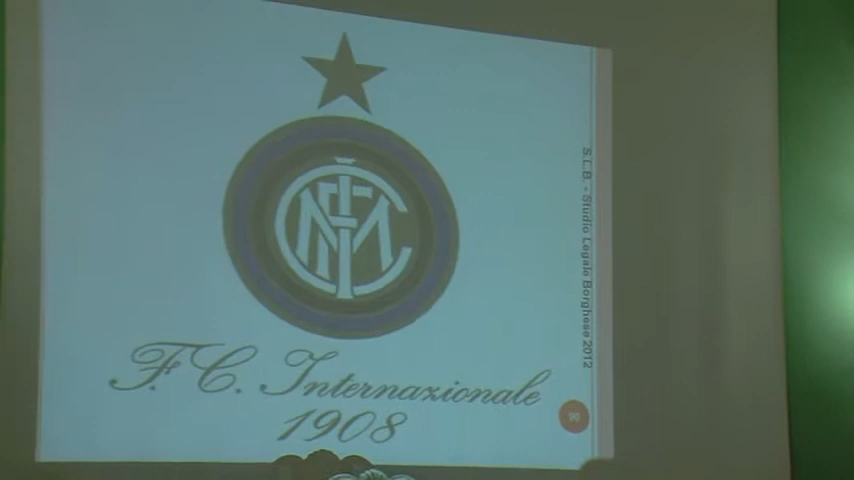 FCIM
F.C. Internazionale
1908
S.L.B. - Studio Legale Borghese 2012
90